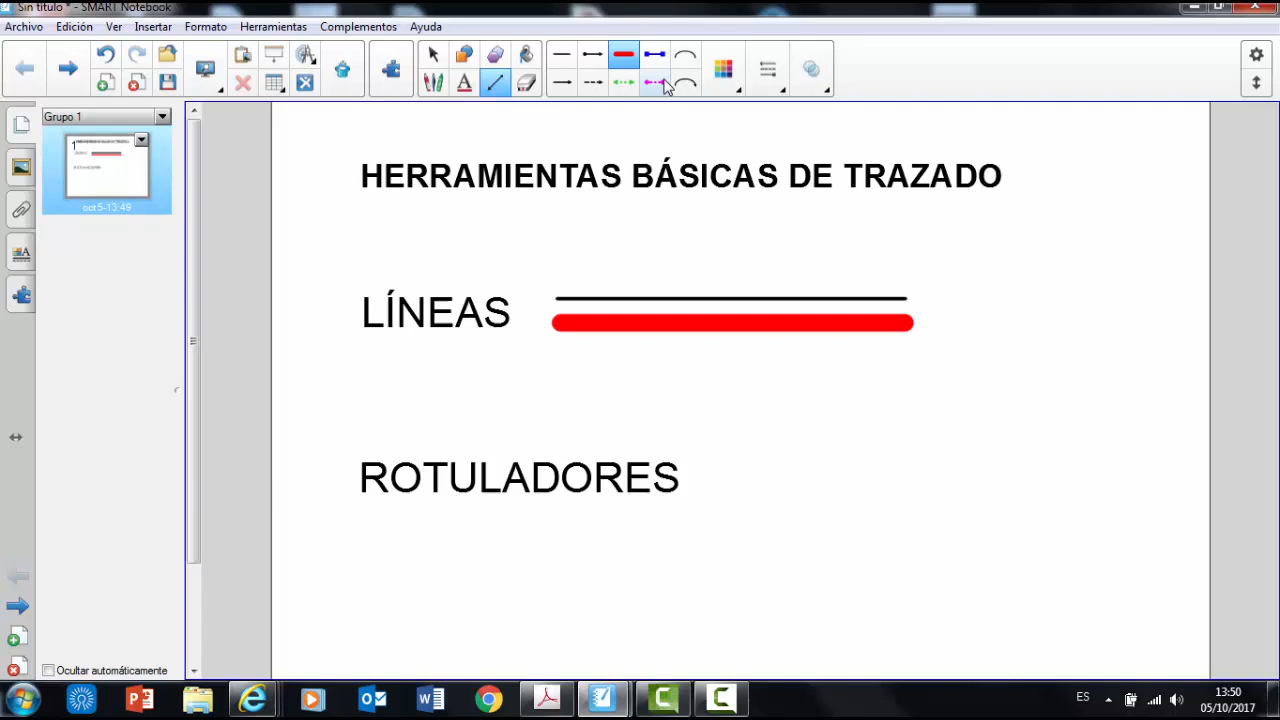 Sin título * - SMART Notebook
Archivo Edición Ver Insertar Formato Herramientas Complementos Ayuda
Grupo 1
1
oct 5-13:49
HERRAMIENTAS BÁSICAS DE TRAZADO
LÍNEAS
ROTULADORES
Ocultar automáticamente
ES
13:50
05/10/2017